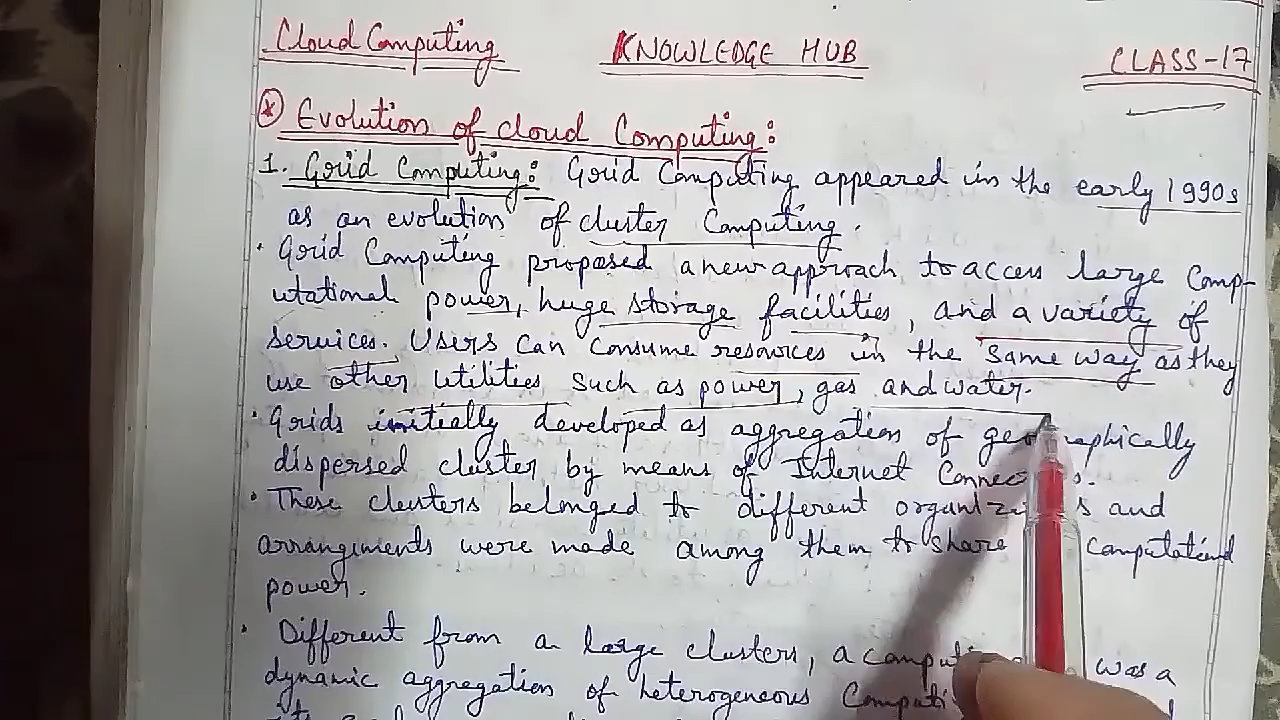 Cloud Computing KNOWLEDGE HUB CLASS-17
* Evolution of cloud Computing:
1. Grid Computing: Grid Computing appeared in the early 1990s
as an evolution of cluster Computing.
· Grid Computing proposed a new approach to access large Comp-
utational power, huge storage facilities, and a variety of
services. Users can consume resources in the same way as they
use other utilities such as power, gas and water.
· Grids initially developed as aggregation of geographically
dispersed cluster by means of Internet
· These clusters belonged to different and
arrangements were made among them to share computational
power.
· Different from a large clusters, a was a
dynamic aggregation of heterogeneous